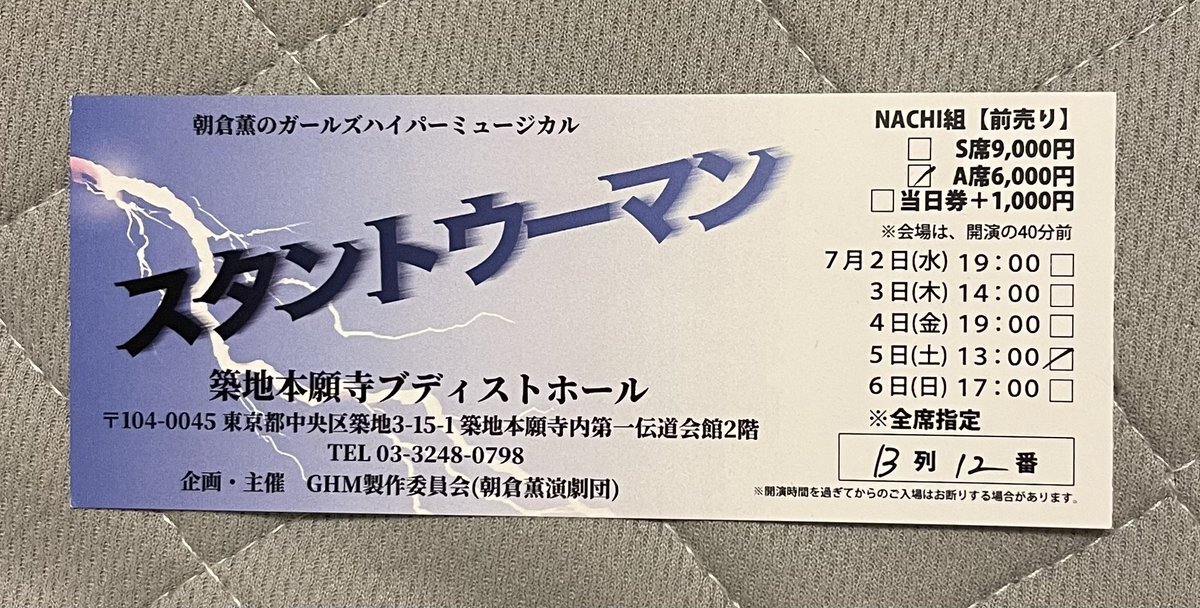 朝倉薫のガールズハイパーミュージカル
スタントウーマン
築地本願寺ブディストホール
〒104-0045 東京都中央区築地3-15-1 築地本願寺内第一伝道会館2階
TEL 03-3248-0798
企画・主催　GHM製作委員会(朝倉薫演劇団)
NACHI組【前売り】
□ S席9,000円
☑ A席6,000円
□ 当日券+1,000円
※会場は、開演の40分前
7月2日(水) 19:00 □
3日(木) 14:00 □
4日(金) 19:00 □
5日(土) 13:00 ☑
6日(日) 17:00 □
※全席指定
B列 12番
※開演時間を過ぎてからのご入場はお断りする場合があります。